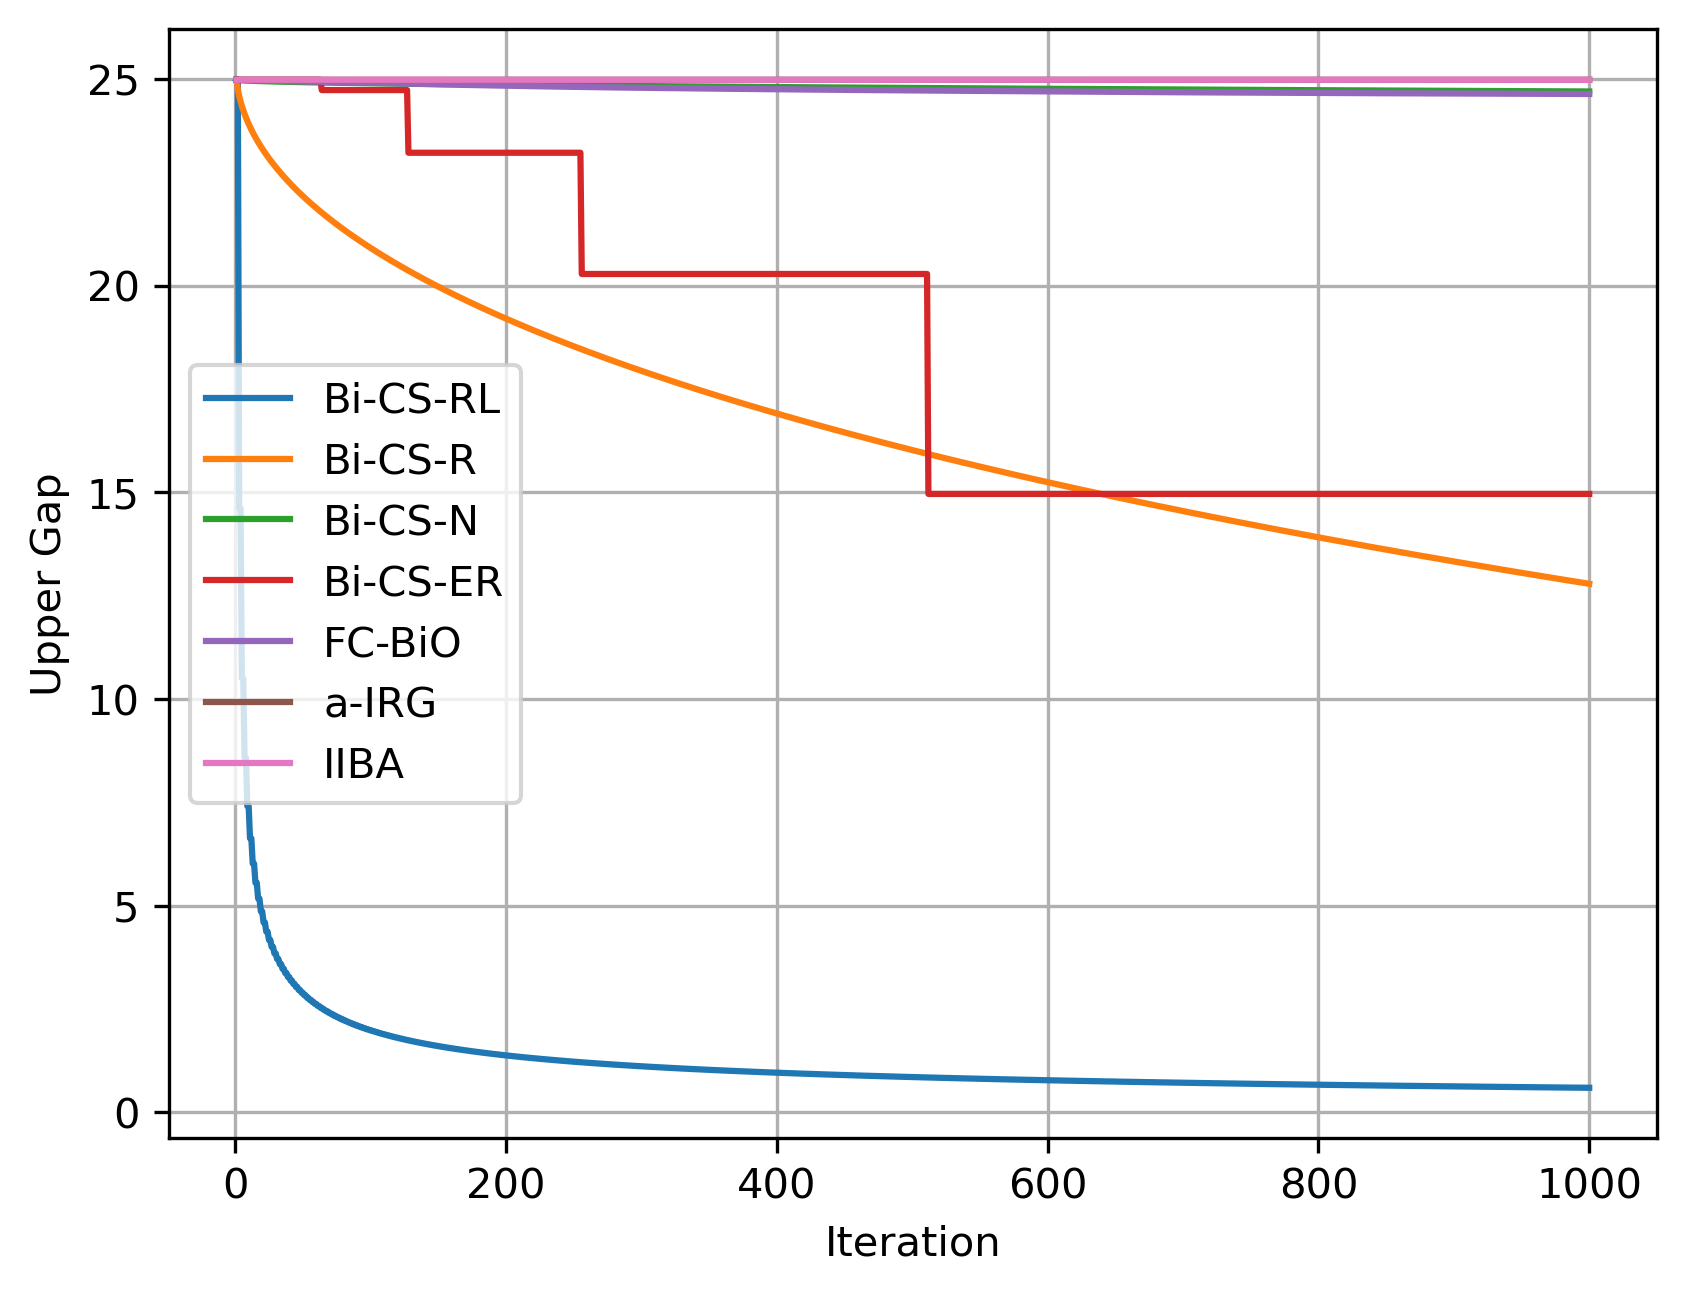 25
20
15
10
5
0
Upper Gap
Bi-CS-RL
Bi-CS-R
Bi-CS-N
Bi-CS-ER
FC-BiO
a-IRG
IIBA
0 200 400 600 800 1000
Iteration